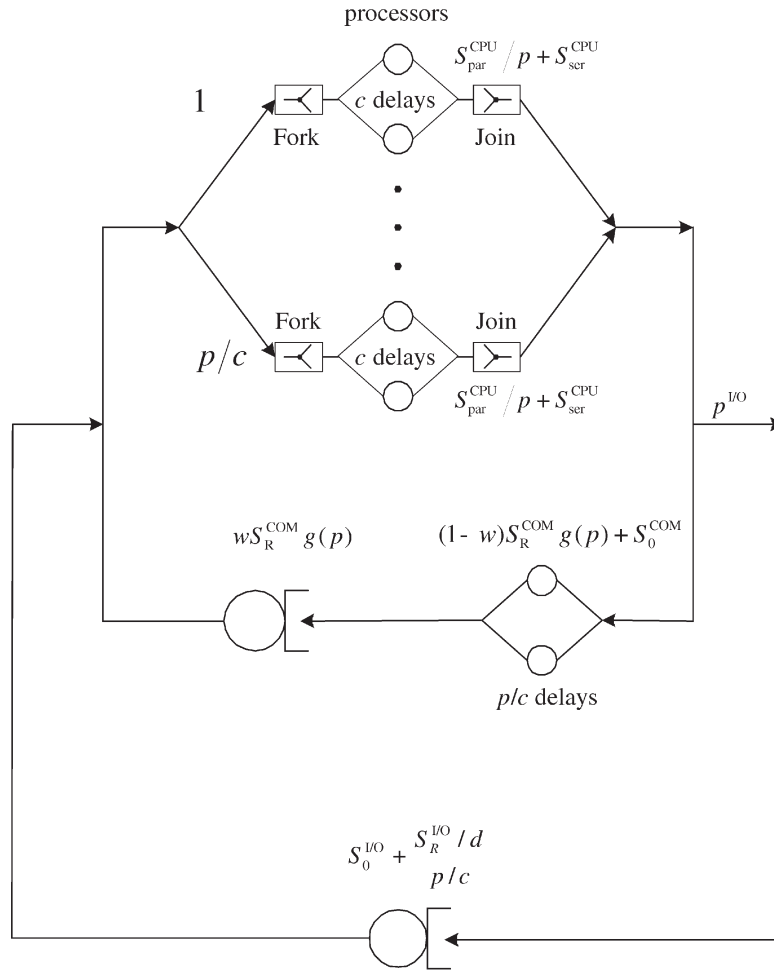 processors
S_par^CPU / p + S_ser^CPU
1
c delays
Fork
Join
Fork
Join
p/c
c delays
S_par^CPU / p + S_ser^CPU
p^I/O
wS_R^COM g(p)
(1- w)S_R^COM g(p) + S_0^COM
p/c delays
S_0^I/O + S_R^I/O / d
p / c